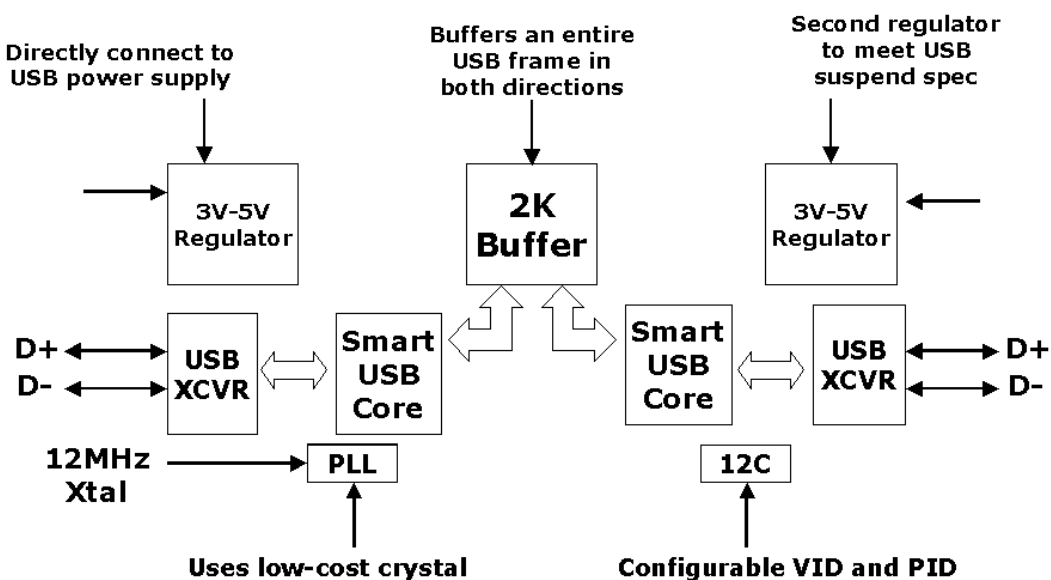 Directly connect to
USB power supply
Buffers an entire
USB frame in
both directions
Second regulator
to meet USB
suspend spec
3V-5V
Regulator
2K
Buffer
3V-5V
Regulator
D+
D-
USB
XCVR
Smart
USB
Core
Smart
USB
Core
USB
XCVR
D+
D-
12MHz
Xtal
PLL
12C
Uses low-cost crystal
Configurable VID and PID